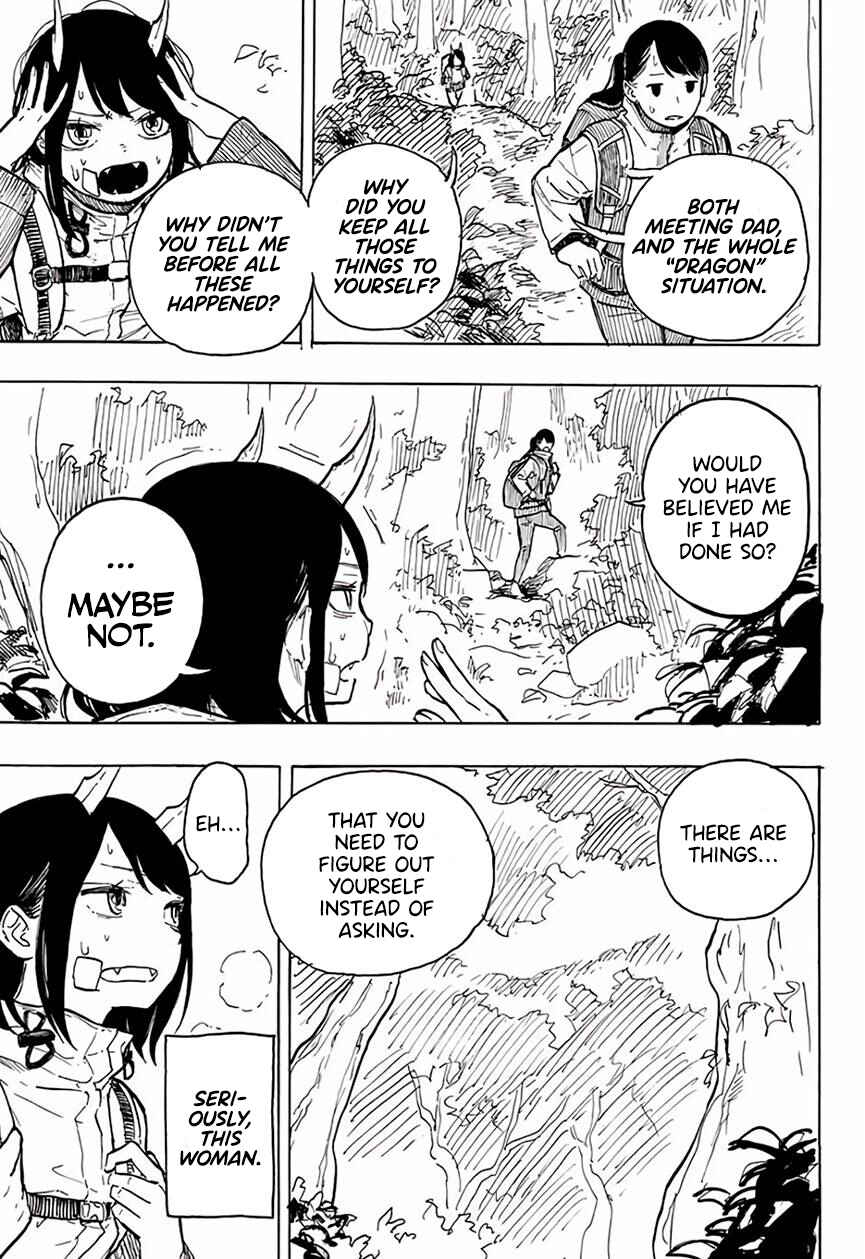 BOTH
MEETING DAD,
AND THE WHOLE
"DRAGON"
SITUATION.
WHY
DID YOU
KEEP ALL
THOSE
THINGS TO
YOURSELF?
WHY DIDN'T
YOU TELL ME
BEFORE ALL
THESE
HAPPENED?
WOULD
YOU HAVE
BELIEVED ME
IF I HAD
DONE SO?
...
MAYBE
NOT.
THERE ARE
THINGS...
THAT YOU
NEED TO
FIGURE OUT
YOURSELF
INSTEAD OF
ASKING.
EH...
SERI-
OUSLY,
THIS
WOMAN.